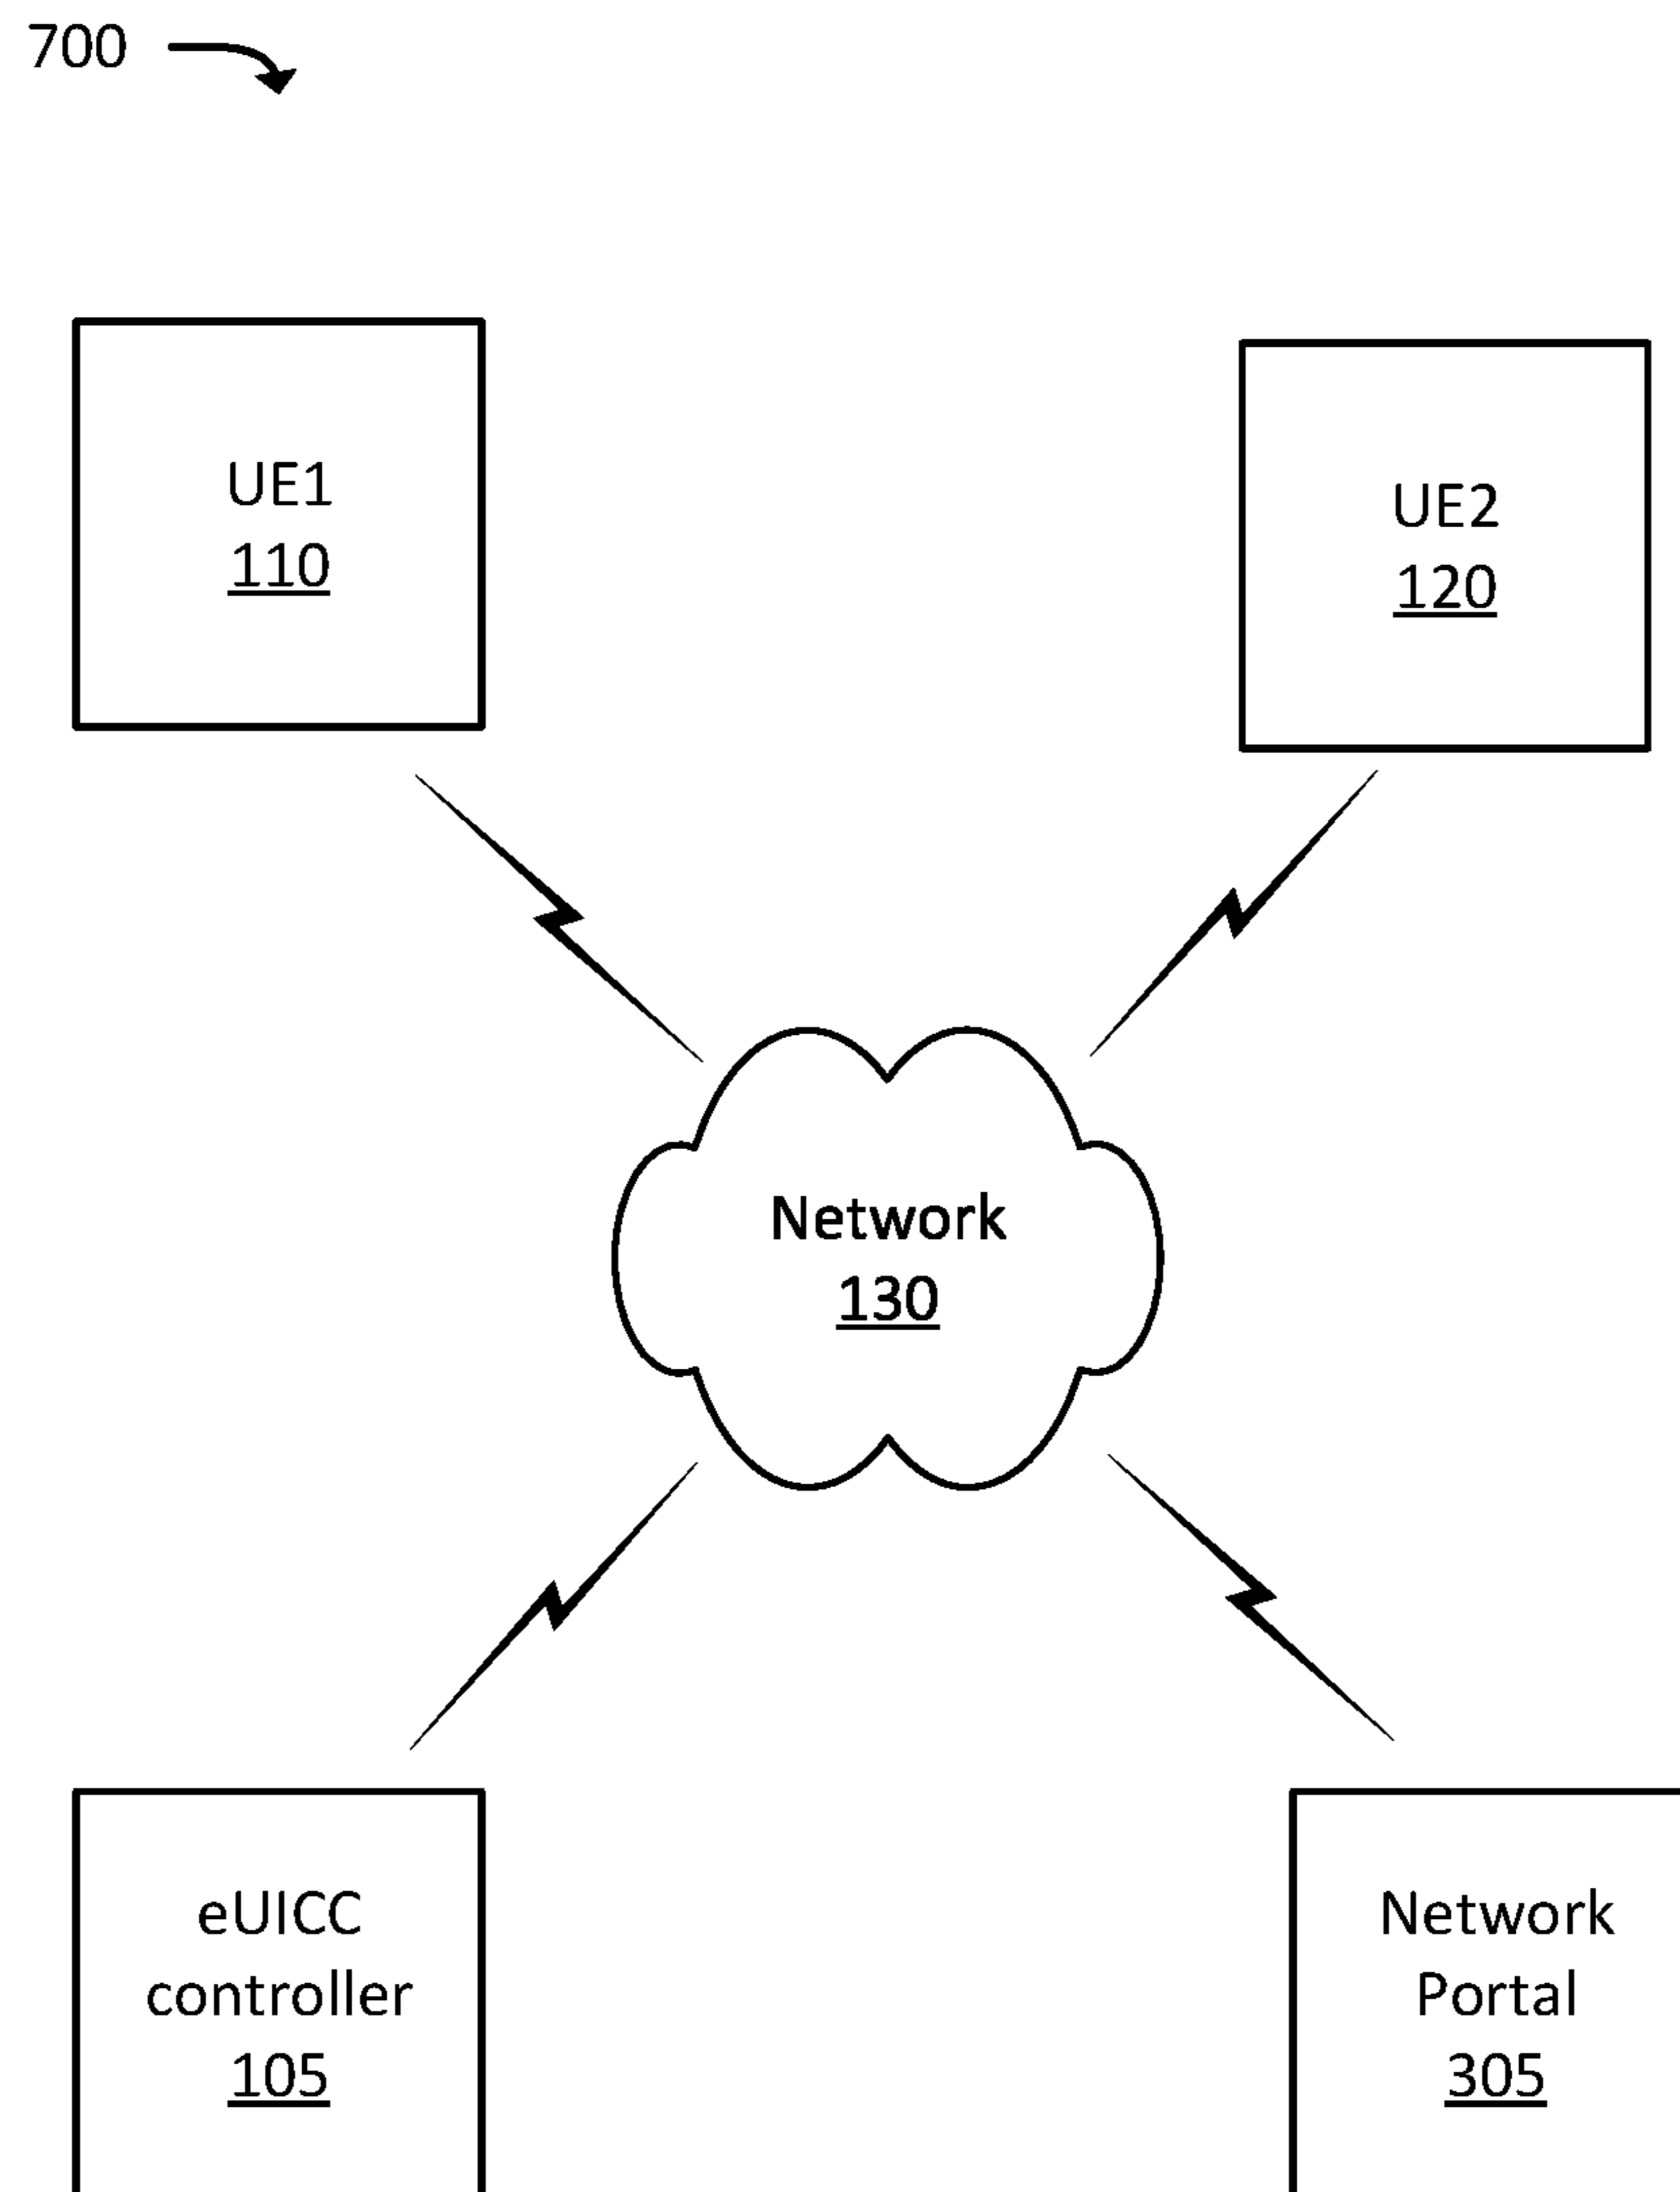 700
UE1
110
UE2
120
Network
130
eUICC
controller
105
Network
Portal
305